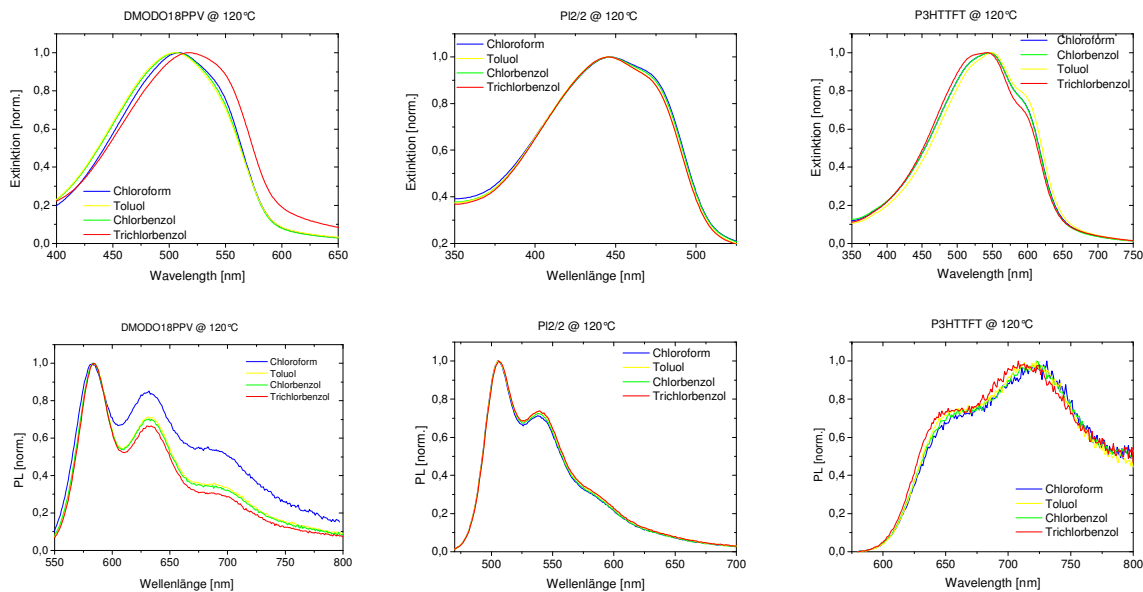 DMODO18PPV @ 120°C
Extinktion [norm.]
1,0
0,8
0,6
0,4
0,2
0,0
Chloroform
Toluol
Chlorbenzol
Trichlorbenzol
400 450 500 550 600 650
Wavelength [nm]
PI2/2 @ 120°C
Extinktion [norm.]
1,0
0,8
0,6
0,4
0,2
Chloroform
Toluol
Chlorbenzol
Trichlorbenzol
350 400 450 500
Wellenlänge [nm]
P3HTTFT @ 120°C
Extinktion [norm.]
1,0
0,8
0,6
0,4
0,2
0,0
Chloroform
Chlorbenzol
Toluol
Trichlorbenzol
350 400 450 500 550 600 650 700 750
Wavelength [nm]
DMODO18PPV @ 120°C
PL [norm.]
1,0
0,8
0,6
0,4
0,2
0,0
Chloroform
Toluol
Chlorbenzol
Trichlorbenzol
550 600 650 700 750 800
Wellenlänge [nm]
PI2/2 @ 120°C
PL [norm.]
1,0
0,8
0,6
0,4
0,2
0,0
Chloroform
Toluol
Chlorbenzol
Trichlorbenzol
500 550 600 650 700
Wellenlänge [nm]
P3HTTFT @ 120°C
PL [norm.]
1,0
0,8
0,6
0,4
0,2
0,0
Chloroform
Toluol
Chlorbenzol
Trichlorbenzol
600 650 700 750 800
Wavelength [nm]